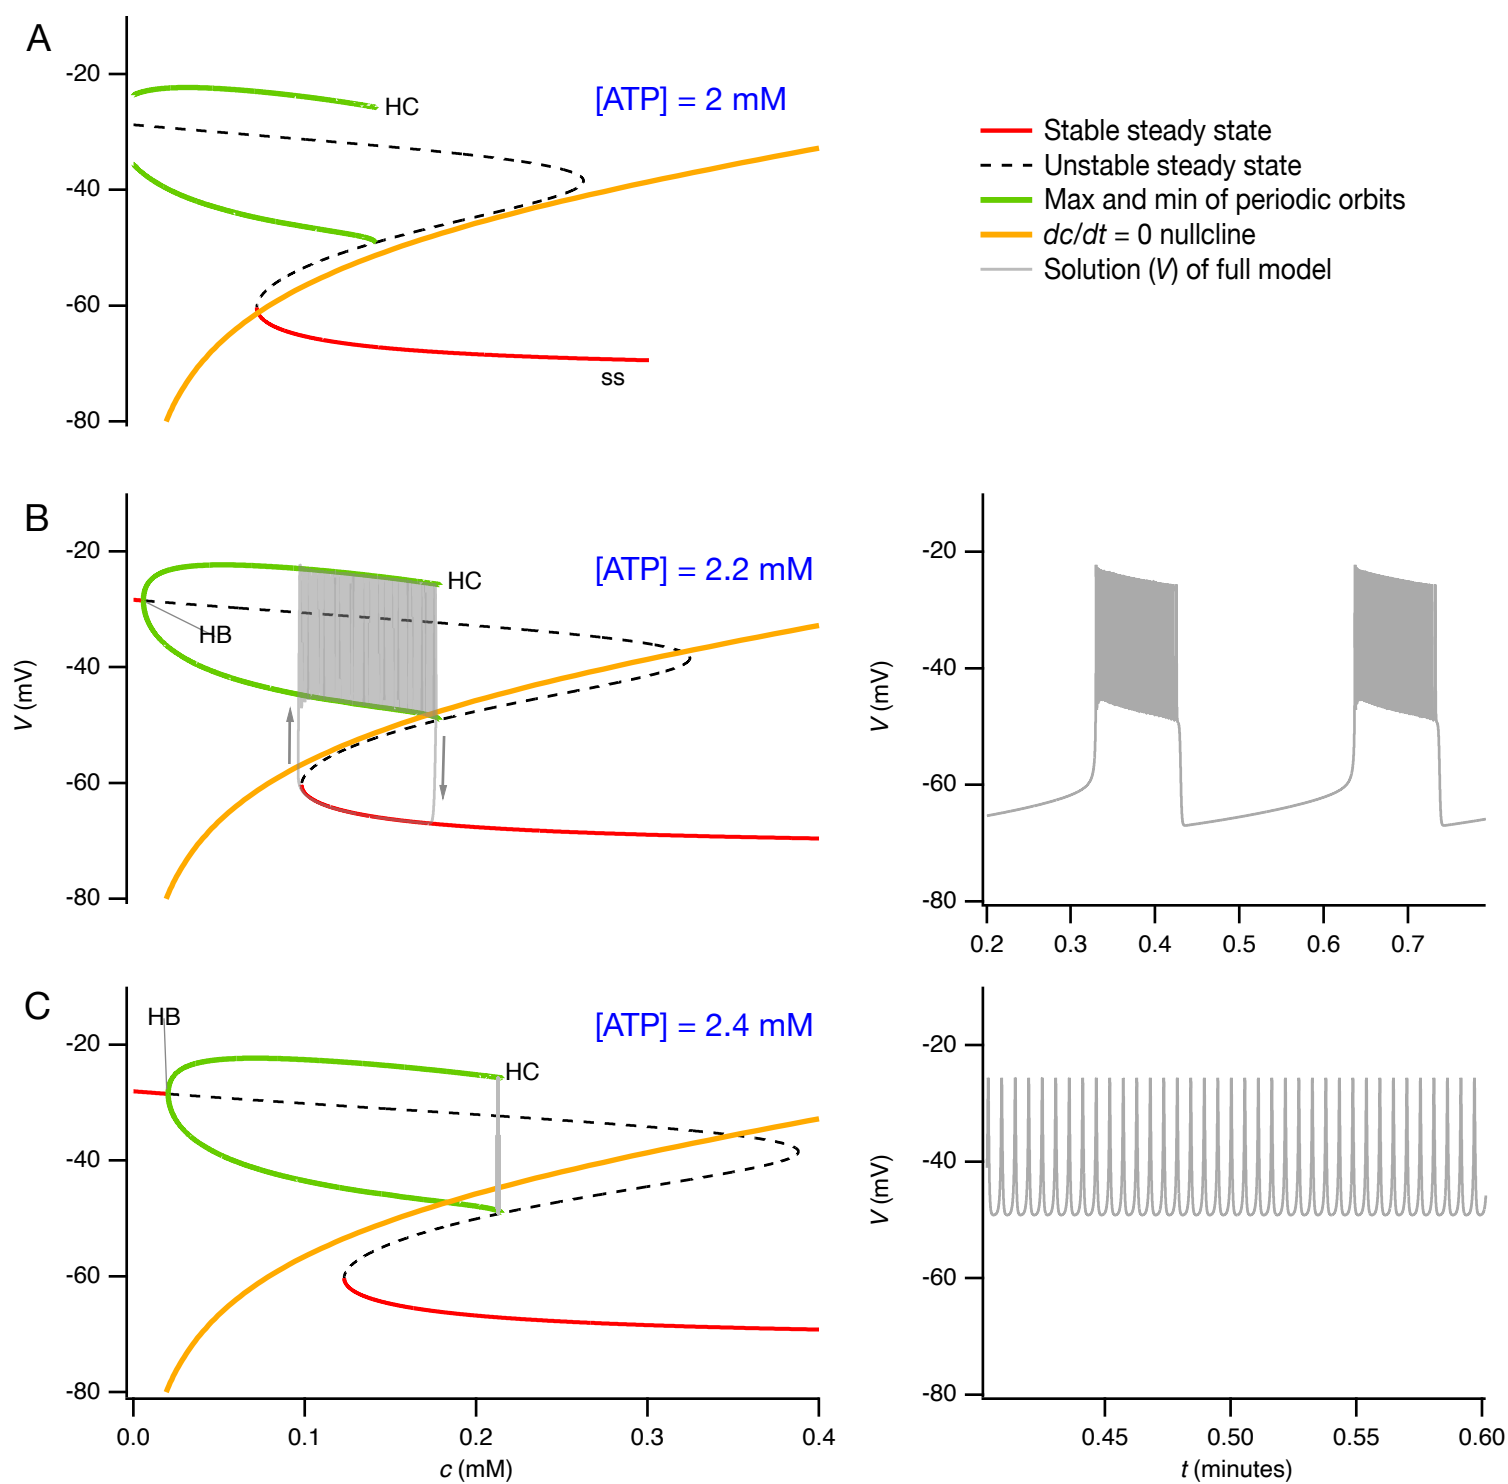 A
-20
-40
-60
-80
HC
[ATP] = 2 mM
ss
Stable steady state
Unstable steady state
Max and min of periodic orbits
dc/dt = 0 nullcline
Solution (V) of full model
B
V (mV)
-20
-40
-60
-80
HB
HC
[ATP] = 2.2 mM
V (mV)
-20
-40
-60
-80
0.2 0.3 0.4 0.5 0.6 0.7
C
-20
-40
-60
-80
HB
HC
[ATP] = 2.4 mM
0.0 0.1 0.2 0.3 0.4
c (mM)
V (mV)
-20
-40
-60
-80
0.45 0.50 0.55 0.60
t (minutes)